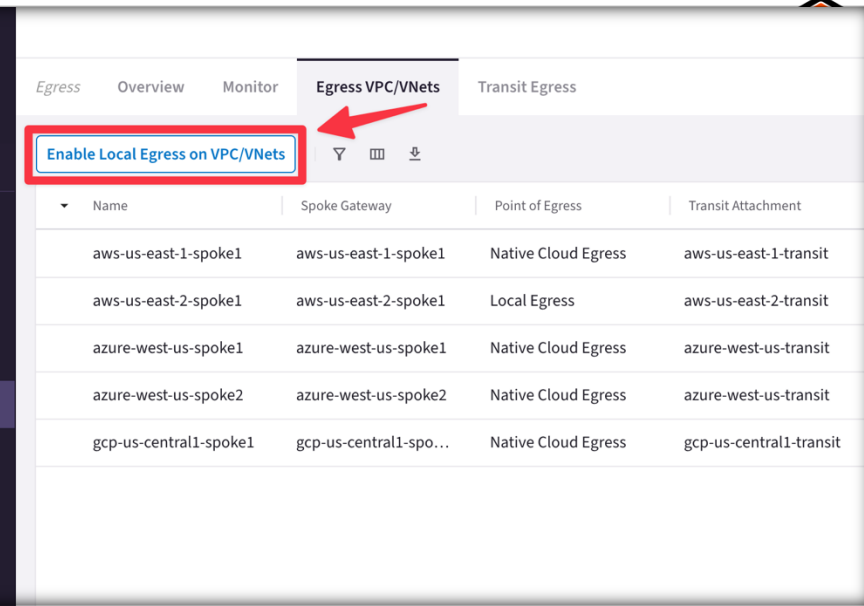 Egress Overview Monitor Egress VPC/VNets Transit Egress
Enable Local Egress on VPC/VNets
Name Spoke Gateway Point of Egress Transit Attachment
aws-us-east-1-spoke1 aws-us-east-1-spoke1 Native Cloud Egress aws-us-east-1-transit
aws-us-east-2-spoke1 aws-us-east-2-spoke1 Local Egress aws-us-east-2-transit
azure-west-us-spoke1 azure-west-us-spoke1 Native Cloud Egress azure-west-us-transit
azure-west-us-spoke2 azure-west-us-spoke2 Native Cloud Egress azure-west-us-transit
gcp-us-central1-spoke1 gcp-us-central1-spo... Native Cloud Egress gcp-us-central1-transit